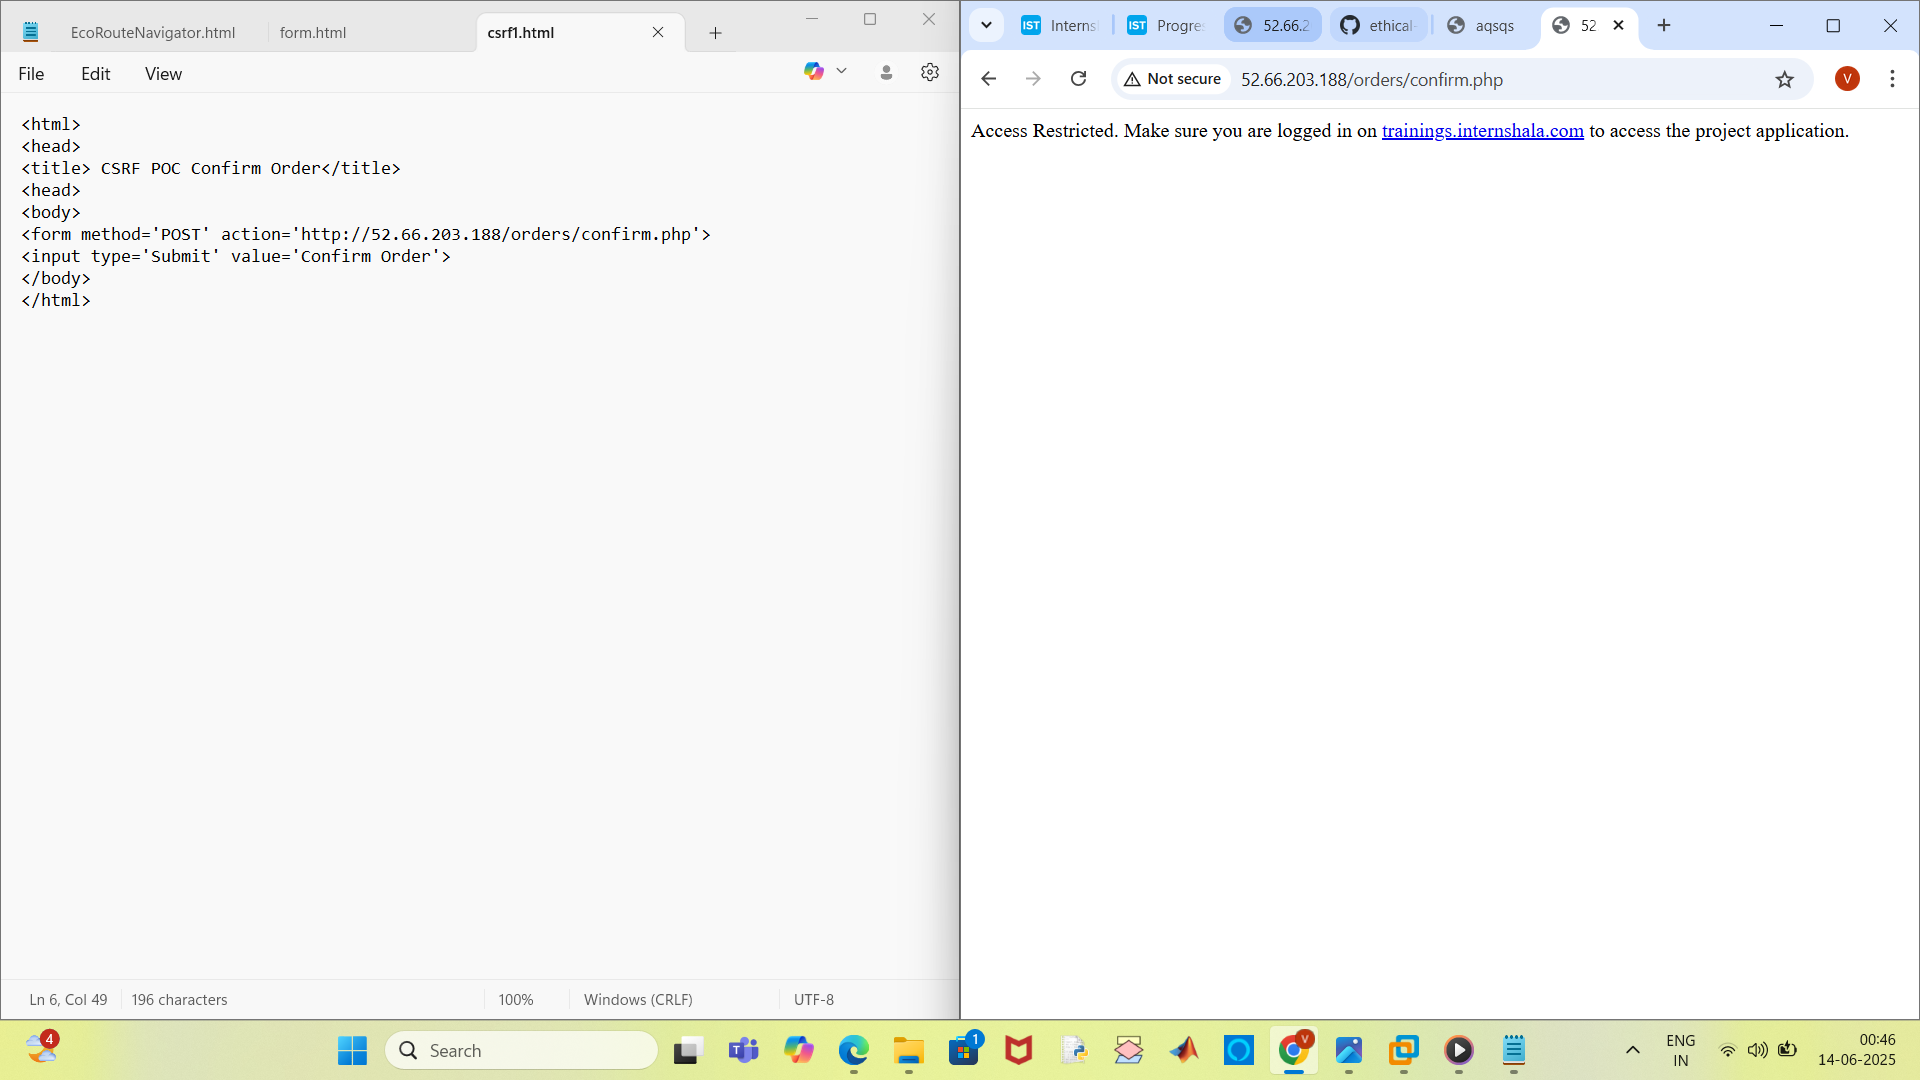 EcoRouteNavigator.html
form.html
csrf1.html
File
Edit
View
<html>
<head>
<title> CSRF POC Confirm Order</title>
<head>
<body>
<form method='POST' action='http://52.66.203.188/orders/confirm.php'>
<input type='Submit' value='Confirm Order'>
</body>
</html>
Ln 6, Col 49
196 characters
100%
Windows (CRLF)
UTF-8
IST Interns
IST Progre
52.66.2
ethical-
aqsqs
52
Not secure
52.66.203.188/orders/confirm.php
V
Access Restricted. Make sure you are logged in on trainings.internshala.com to access the project application.
4
Search
1
V
ENG
IN
00:46
14-06-2025